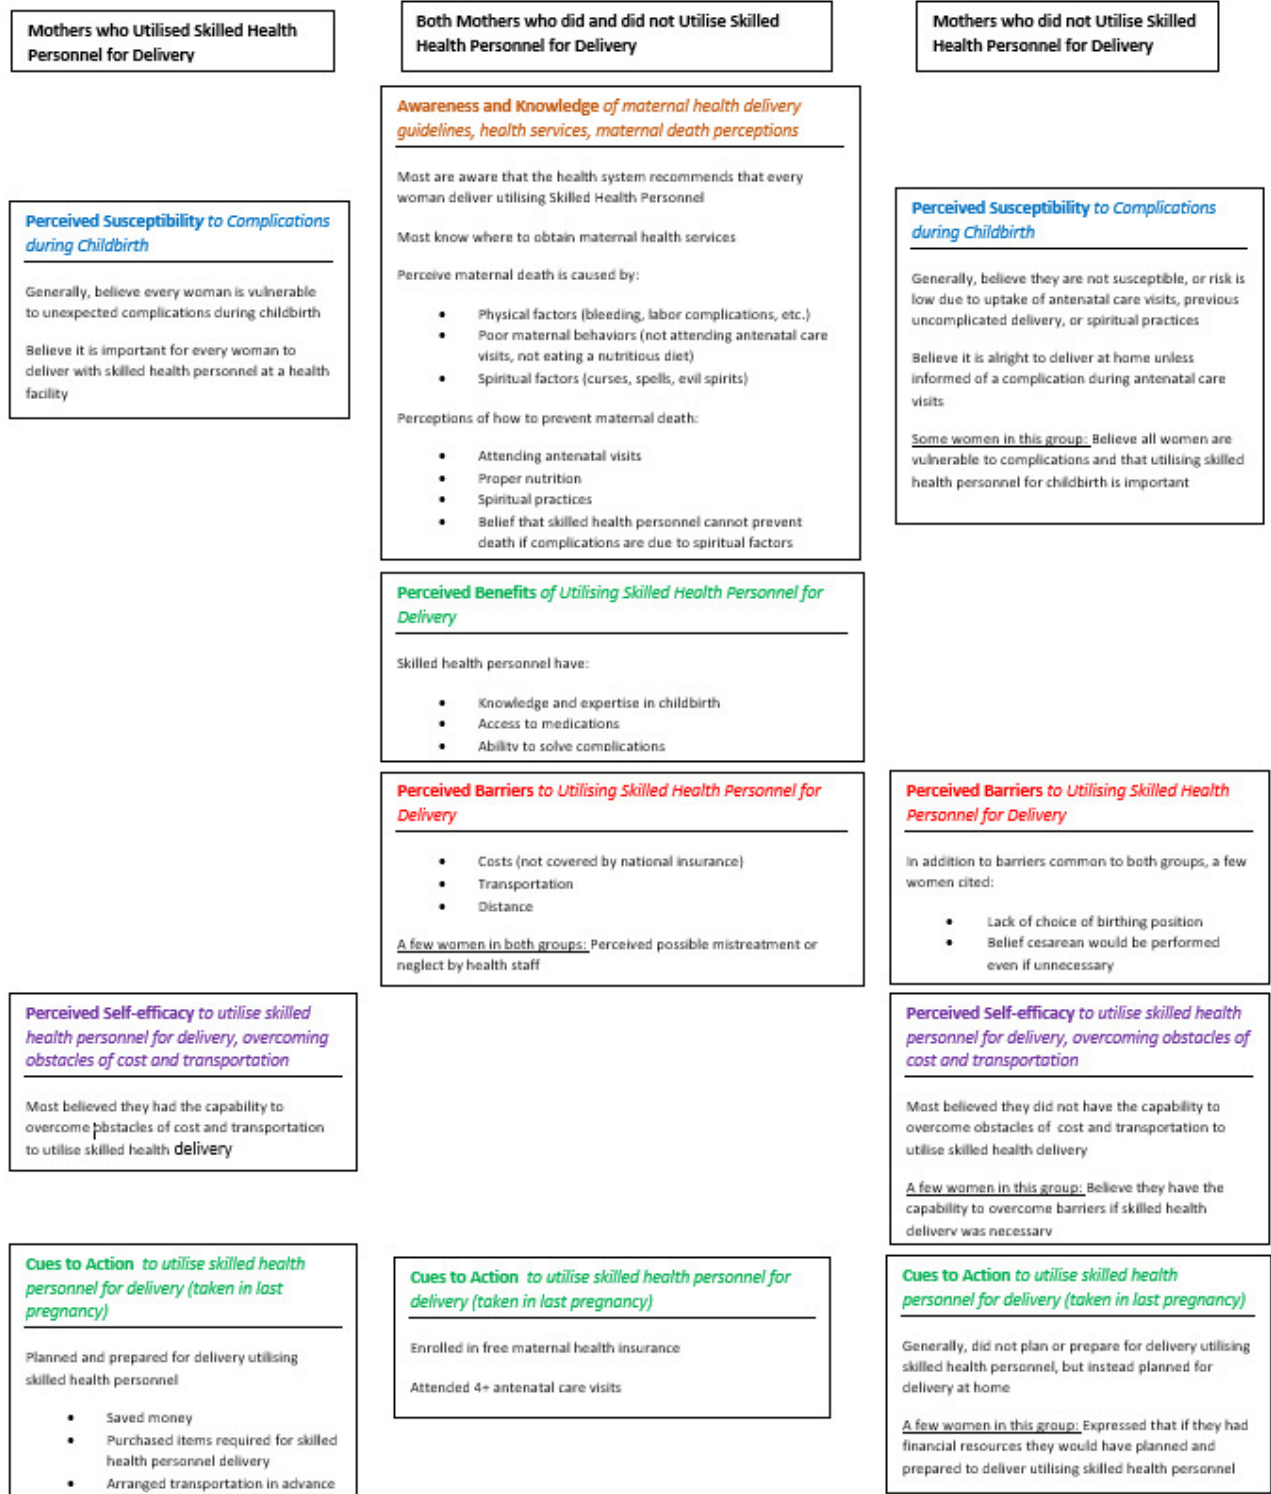 Mothers who Utilised Skilled Health
Personnel for Delivery
Both Mothers who did and did not Utilise Skilled
Health Personnel for Delivery
Mothers who did not Utilise Skilled
Health Personnel for Delivery
Awareness and Knowledge of maternal health delivery
guidelines, health services, maternal death perceptions
Most are aware that the health system recommends that every
woman deliver utilising Skilled Health Personnel
Most know where to obtain maternal health services
Perceive maternal death is caused by:
• Physical factors (bleeding, labor complications, etc.)
• Poor maternal behaviors (not attending antenatal care
visits, not eating a nutritious diet)
• Spiritual factors (curses, spells, evil spirits)
Perceptions of how to prevent maternal death:
• Attending antenatal visits
• Proper nutrition
• Spiritual practices
• Belief that skilled health personnel cannot prevent
death if complications are due to spiritual factors
Perceived Susceptibility to Complications
during Childbirth
Generally, believe every woman is vulnerable
to unexpected complications during childbirth
Believe it is important for every woman to
deliver with skilled health personnel at a health
facility
Perceived Susceptibility to Complications
during Childbirth
Generally, believe they are not susceptible, or risk is
low due to uptake of antenatal care visits, previous
uncomplicated delivery, or spiritual practices
Believe it is alright to deliver at home unless
informed of a complication during antenatal care
visits
Some women in this group: Believe all women are
vulnerable to complications and that utilising skilled
health personnel for childbirth is important
Perceived Benefits of Utilising Skilled Health Personnel for
Delivery
Skilled health personnel have:
• Knowledge and expertise in childbirth
• Access to medications
• Ability to solve complications
Perceived Barriers to Utilising Skilled Health Personnel for
Delivery
• Costs (not covered by national insurance)
• Transportation
• Distance
A few women in both groups: Perceived possible mistreatment or
neglect by health staff
Perceived Barriers to Utilising Skilled Health
Personnel for Delivery
In addition to barriers common to both groups, a few
women cited:
• Lack of choice of birthing position
• Belief cesarean would be performed
even if unnecessary
Perceived Self-efficacy to utilise skilled
health personnel for delivery, overcoming
obstacles of cost and transportation
Most believed they had the capability to
overcome obstacles of cost and transportation
to utilise skilled health delivery
Perceived Self-efficacy to utilise skilled health
personnel for delivery, overcoming obstacles of
cost and transportation
Most believed they did not have the capability to
overcome obstacles of cost and transportation to
utilise skilled health delivery
A few women in this group: Believe they have the
capability to overcome barriers if skilled health
delivery was necessary
Cues to Action to utilise skilled health
personnel for delivery (taken in last
pregnancy)
Planned and prepared for delivery utilising
skilled health personnel
• Saved money
• Purchased items required for skilled
health personnel delivery
• Arranged transportation in advance
Cues to Action to utilise skilled health personnel for
delivery (taken in last pregnancy)
Enrolled in free maternal health insurance
Attended 4+ antenatal care visits
Cues to Action to utilise skilled health
personnel for delivery (taken in last pregnancy)
Generally, did not plan or prepare for delivery utilising
skilled health personnel, but instead planned for
delivery at home
A few women in this group: Expressed that if they had
financial resources they would have planned and
prepared to deliver utilising skilled health personnel